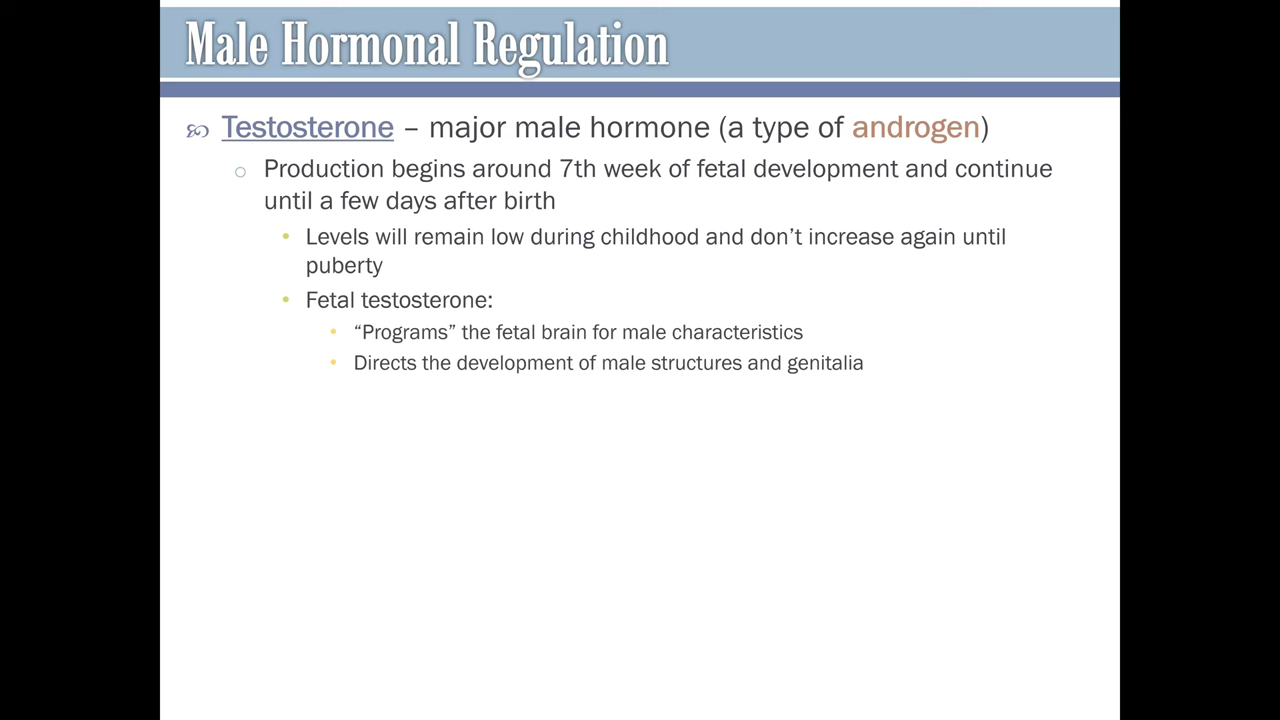 Male Hormonal Regulation
Testosterone – major male hormone (a type of androgen)
Production begins around 7th week of fetal development and continue
until a few days after birth
Levels will remain low during childhood and don’t increase again until
puberty
Fetal testosterone:
“Programs” the fetal brain for male characteristics
Directs the development of male structures and genitalia